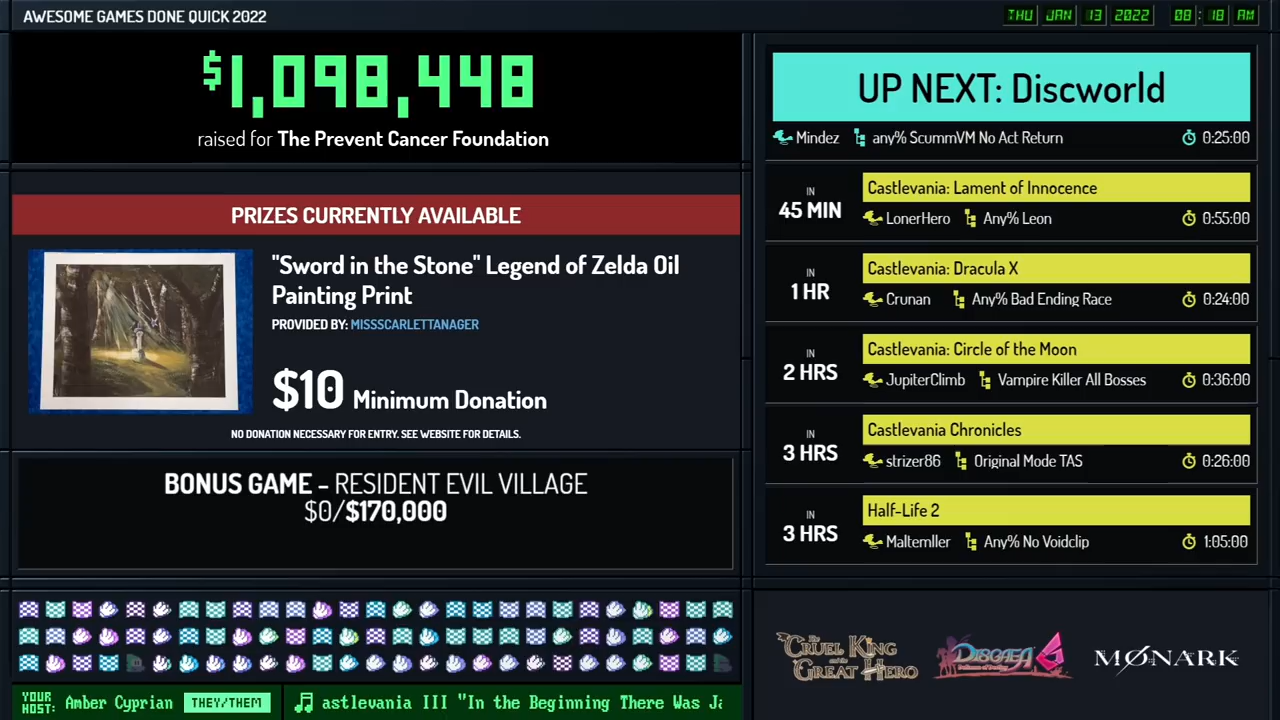 AWESOME GAMES DONE QUICK 2022
THU JAN 13 2022 08:18 AM
$1,098,448
raised for The Prevent Cancer Foundation
PRIZES CURRENTLY AVAILABLE
"Sword in the Stone" Legend of Zelda Oil
Painting Print
PROVIDED BY: MISSSCARLETTANAGER
$10 Minimum Donation
NO DONATION NECESSARY FOR ENTRY. SEE WEBSITE FOR DETAILS.
BONUS GAME – RESIDENT EVIL VILLAGE
$0/$170,000
UP NEXT: Discworld
Mindez any% ScummVM No Act Return 0:25:00
IN
45 MIN
Castlevania: Lament of Innocence
LonerHero Any% Leon 0:55:00
IN
1 HR
Castlevania: Dracula X
Crunan Any% Bad Ending Race 0:24:00
IN
2 HRS
Castlevania: Circle of the Moon
JupiterClimb Vampire Killer All Bosses 0:36:00
IN
3 HRS
Castlevania Chronicles
strizer86 Original Mode TAS 0:26:00
IN
3 HRS
Half-Life 2
Maltemller Any% No Voidclip 1:05:00
The CRUEL KING and the GREAT HERO
DISGAEA 6
MONARK
YOUR HOST: Amber Cyprian THEY/THEM
astlevania III "In the Beginning There Was Ja